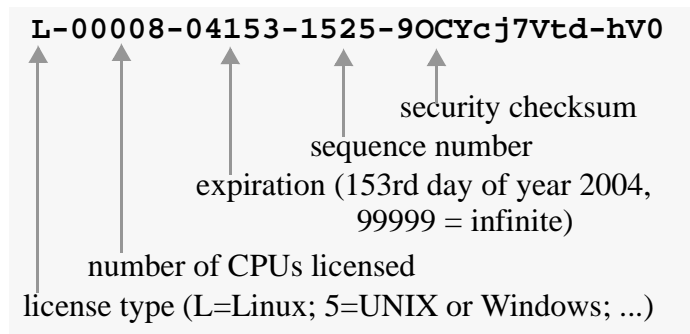 L-00008-04153-1525-9OCYcj7Vtd-hV0
security checksum
sequence number
expiration (153rd day of year 2004,
99999 = infinite)
number of CPUs licensed
license type (L=Linux; 5=UNIX or Windows; ...)